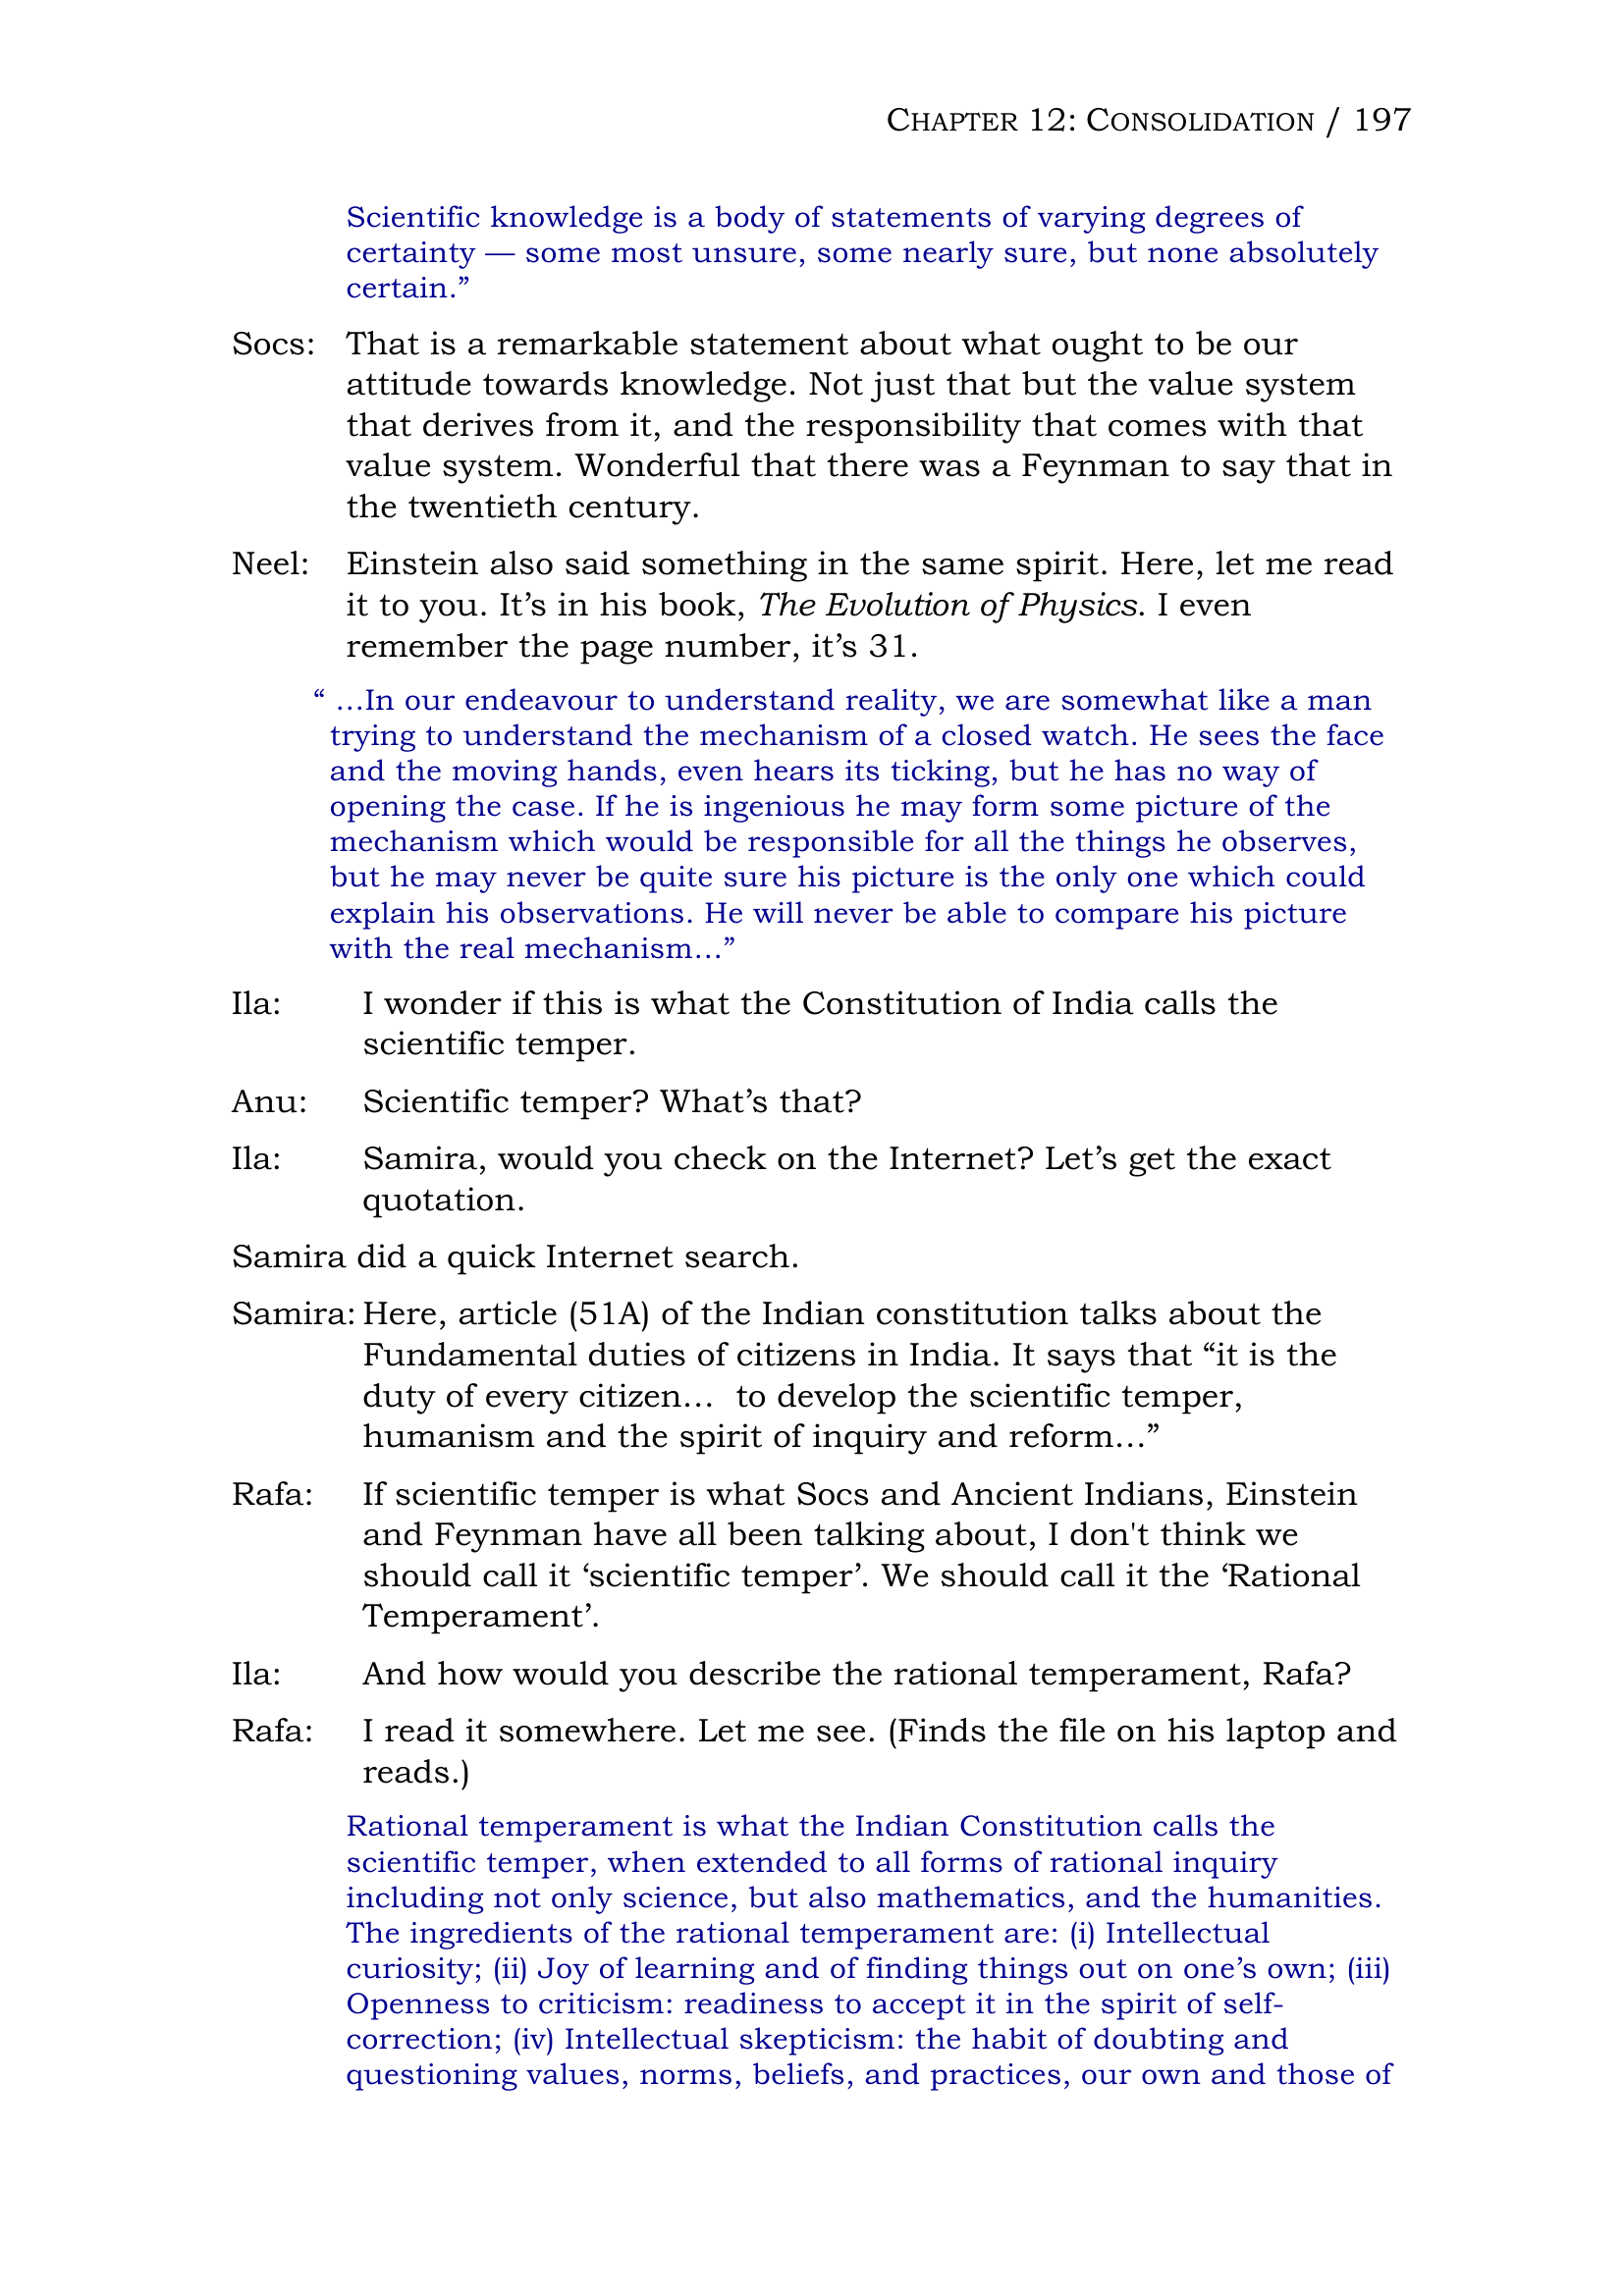 CHAPTER 12: CONSOLIDATION / 197
Scientific knowledge is a body of statements of varying degrees of
certainty — some most unsure, some nearly sure, but none absolutely
certain.”
Socs: That is a remarkable statement about what ought to be our
attitude towards knowledge. Not just that but the value system
that derives from it, and the responsibility that comes with that
value system. Wonderful that there was a Feynman to say that in
the twentieth century.
Neel: Einstein also said something in the same spirit. Here, let me read
it to you. It’s in his book, The Evolution of Physics. I even
remember the page number, it’s 31.
“ …In our endeavour to understand reality, we are somewhat like a man
trying to understand the mechanism of a closed watch. He sees the face
and the moving hands, even hears its ticking, but he has no way of
opening the case. If he is ingenious he may form some picture of the
mechanism which would be responsible for all the things he observes,
but he may never be quite sure his picture is the only one which could
explain his observations. He will never be able to compare his picture
with the real mechanism…”
Ila: I wonder if this is what the Constitution of India calls the
scientific temper.
Anu: Scientific temper? What’s that?
Ila: Samira, would you check on the Internet? Let’s get the exact
quotation.
Samira did a quick Internet search.
Samira: Here, article (51A) of the Indian constitution talks about the
Fundamental duties of citizens in India. It says that “it is the
duty of every citizen…  to develop the scientific temper,
humanism and the spirit of inquiry and reform…”
Rafa: If scientific temper is what Socs and Ancient Indians, Einstein
and Feynman have all been talking about, I don't think we
should call it ‘scientific temper’. We should call it the ‘Rational
Temperament’.
Ila: And how would you describe the rational temperament, Rafa?
Rafa: I read it somewhere. Let me see. (Finds the file on his laptop and
reads.)
Rational temperament is what the Indian Constitution calls the
scientific temper, when extended to all forms of rational inquiry
including not only science, but also mathematics, and the humanities.
The ingredients of the rational temperament are: (i) Intellectual
curiosity; (ii) Joy of learning and of finding things out on one’s own; (iii)
Openness to criticism: readiness to accept it in the spirit of self-
correction; (iv) Intellectual skepticism: the habit of doubting and
questioning values, norms, beliefs, and practices, our own and those of